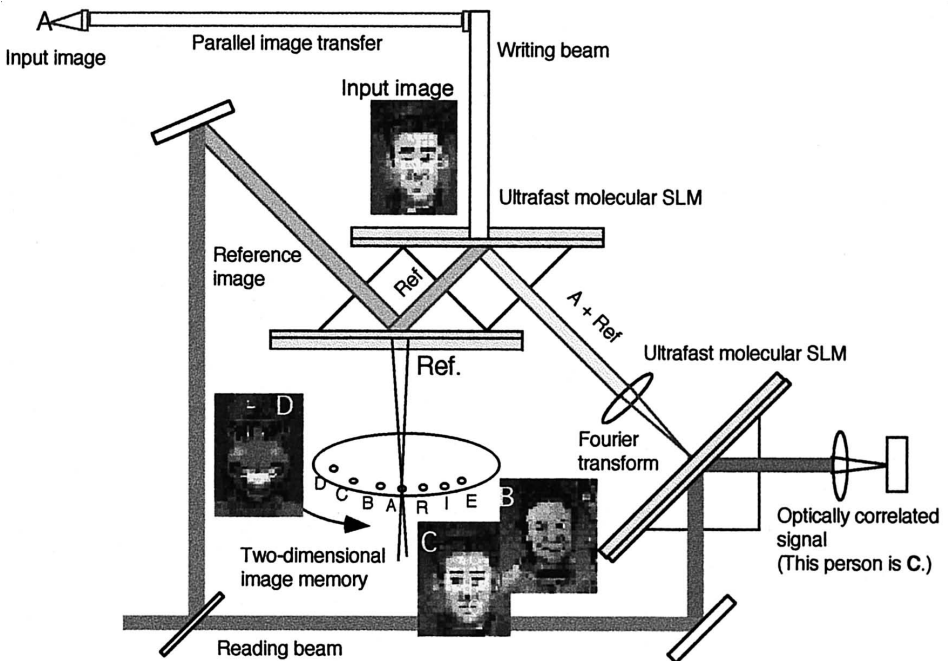 A
Input image
Parallel image transfer
Writing beam
Input image
Ultrafast molecular SLM
Reference
image
Ref
A + Ref
Ref.
Ultrafast molecular SLM
Fourier
transform
D
D C B A R I E
B
C
Two-dimensional
image memory
Optically correlated
signal
(This person is C.)
Reading beam